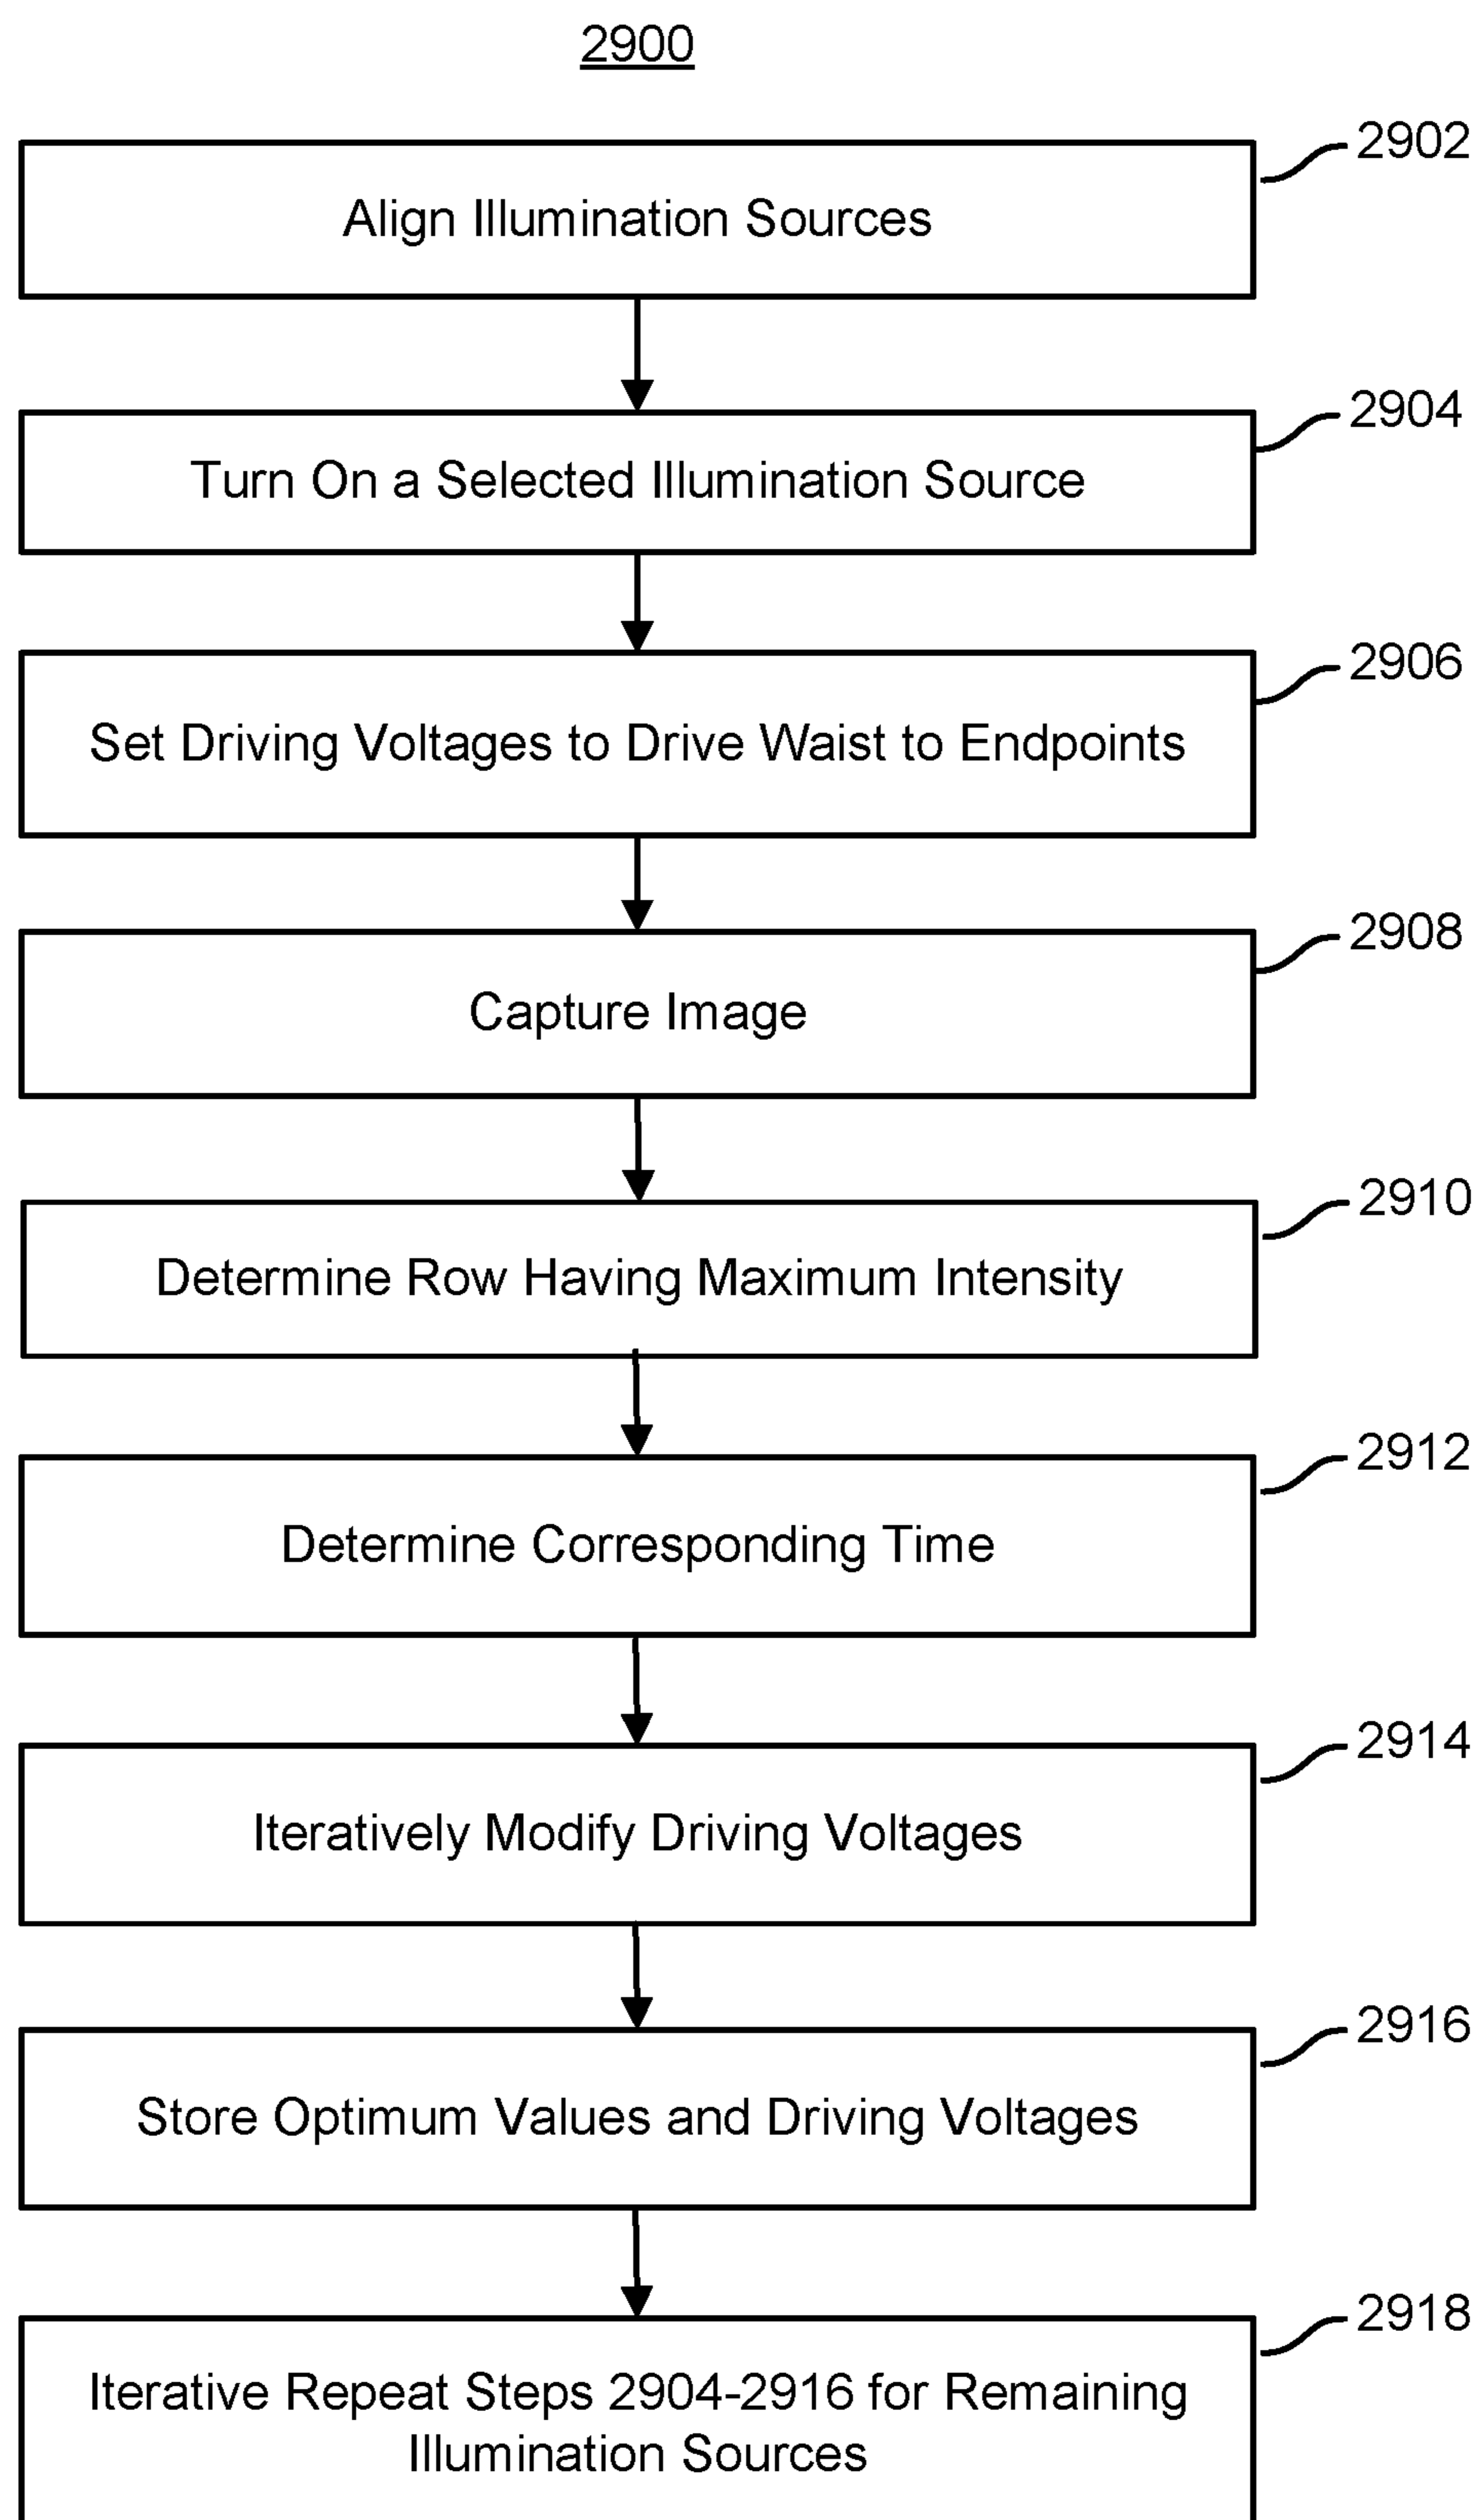 2900
2902
Align Illumination Sources
2904
Turn On a Selected Illumination Source
2906
Set Driving Voltages to Drive Waist to Endpoints
2908
Capture Image
2910
Determine Row Having Maximum Intensity
2912
Determine Corresponding Time
2914
Iteratively Modify Driving Voltages
2916
Store Optimum Values and Driving Voltages
2918
Iterative Repeat Steps 2904-2916 for Remaining
Illumination Sources